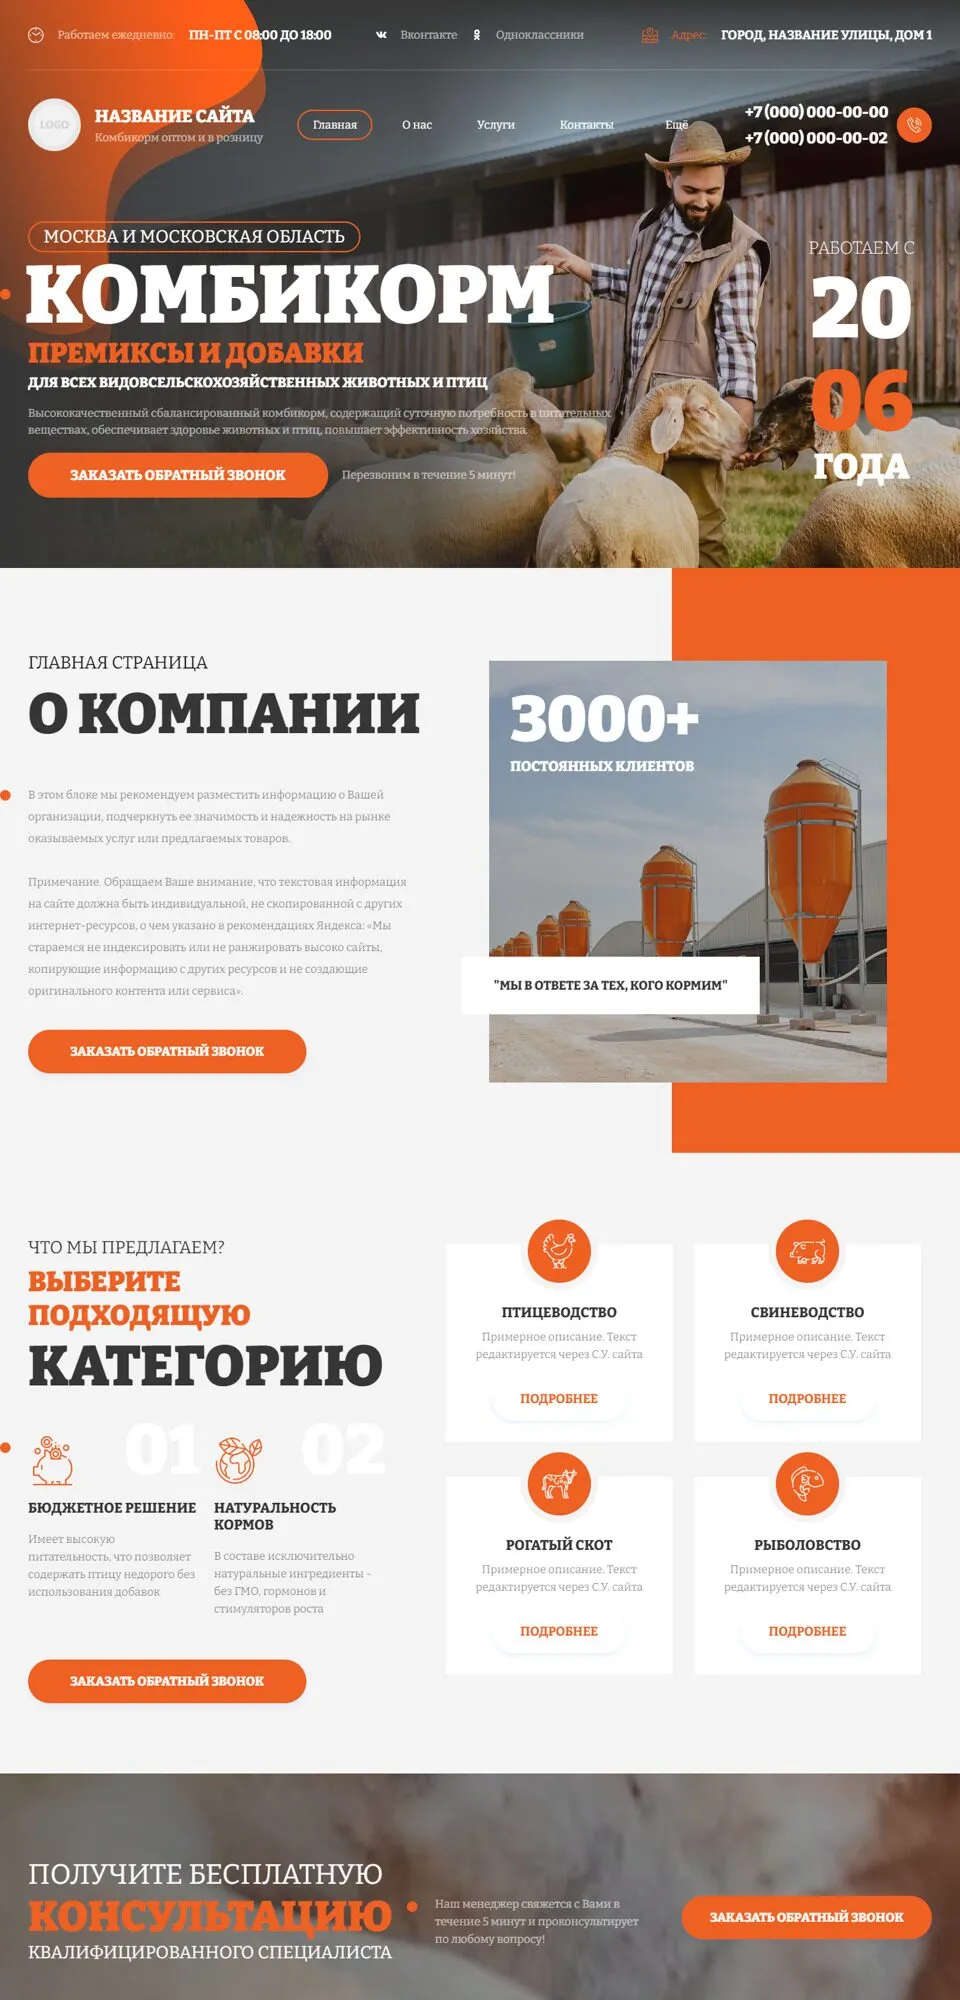 Работаем ежедневно: ПН-ПТ С 08:00 ДО 18:00
Вконтакте
Одноклассники
Адрес: ГОРОД, НАЗВАНИЕ УЛИЦЫ, ДОМ 1
LOGO
НАЗВАНИЕ САЙТА
Комбикорм оптом и в розницу
Главная
О нас
Услуги
Контакты
Ещё
+7 (000) 000-00-00
+7 (000) 000-00-02
МОСКВА И МОСКОВСКАЯ ОБЛАСТЬ
КОМБИКОРМ
ПРЕМИКСЫ И ДОБАВКИ
ДЛЯ ВСЕХ ВИДОВСЕЛЬСКОХОЗЯЙСТВЕННЫХ ЖИВОТНЫХ И ПТИЦ
Высококачественный сбалансированный комбикорм, содержащий суточную потребность в питательных
веществах, обеспечивает здоровье животных и птиц, повышает эффективность хозяйства.
ЗАКАЗАТЬ ОБРАТНЫЙ ЗВОНОК
Перезвоним в течение 5 минут!
РАБОТАЕМ С
20
06
ГОДА
ГЛАВНАЯ СТРАНИЦА
О КОМПАНИИ
В этом блоке мы рекомендуем разместить информацию о Вашей
организации, подчеркнуть ее значимость и надежность на рынке
оказываемых услуг или предлагаемых товаров.
Примечание. Обращаем Ваше внимание, что текстовая информация
на сайте должна быть индивидуальной, не скопированной с других
интернет-ресурсов, о чем указано в рекомендациях Яндекса: «Мы
стараемся не индексировать или не ранжировать высоко сайты,
копирующие информацию с других ресурсов и не создающие
оригинального контента или сервиса».
ЗАКАЗАТЬ ОБРАТНЫЙ ЗВОНОК
3000+
ПОСТОЯННЫХ КЛИЕНТОВ
"МЫ В ОТВЕТЕ ЗА ТЕХ, КОГО КОРМИМ"
ЧТО МЫ ПРЕДЛАГАЕМ?
ВЫБЕРИТЕ
ПОДХОДЯЩУЮ
КАТЕГОРИЮ
01
БЮДЖЕТНОЕ РЕШЕНИЕ
Имеет высокую
питательность, что позволяет
содержать птицу недорого без
использования добавок
02
НАТУРАЛЬНОСТЬ
КОРМОВ
В составе исключительно
натуральные ингредиенты -
без ГМО, гормонов и
стимуляторов роста
ЗАКАЗАТЬ ОБРАТНЫЙ ЗВОНОК
ПТИЦЕВОДСТВО
Примерное описание. Текст
редактируется через С.У. сайта
ПОДРОБНЕЕ
СВИНЕВОДСТВО
Примерное описание. Текст
редактируется через С.У. сайта
ПОДРОБНЕЕ
РОГАТЫЙ СКОТ
Примерное описание. Текст
редактируется через С.У. сайта
ПОДРОБНЕЕ
РЫБОЛОВСТВО
Примерное описание. Текст
редактируется через С.У. сайта
ПОДРОБНЕЕ
ПОЛУЧИТЕ БЕСПЛАТНУЮ
КОНСУЛЬТАЦИЮ
КВАЛИФИЦИРОВАННОГО СПЕЦИАЛИСТА
Наш менеджер свяжется с Вами в
течение 5 минут и проконсультирует
по любому вопросу!
ЗАКАЗАТЬ ОБРАТНЫЙ ЗВОНОК